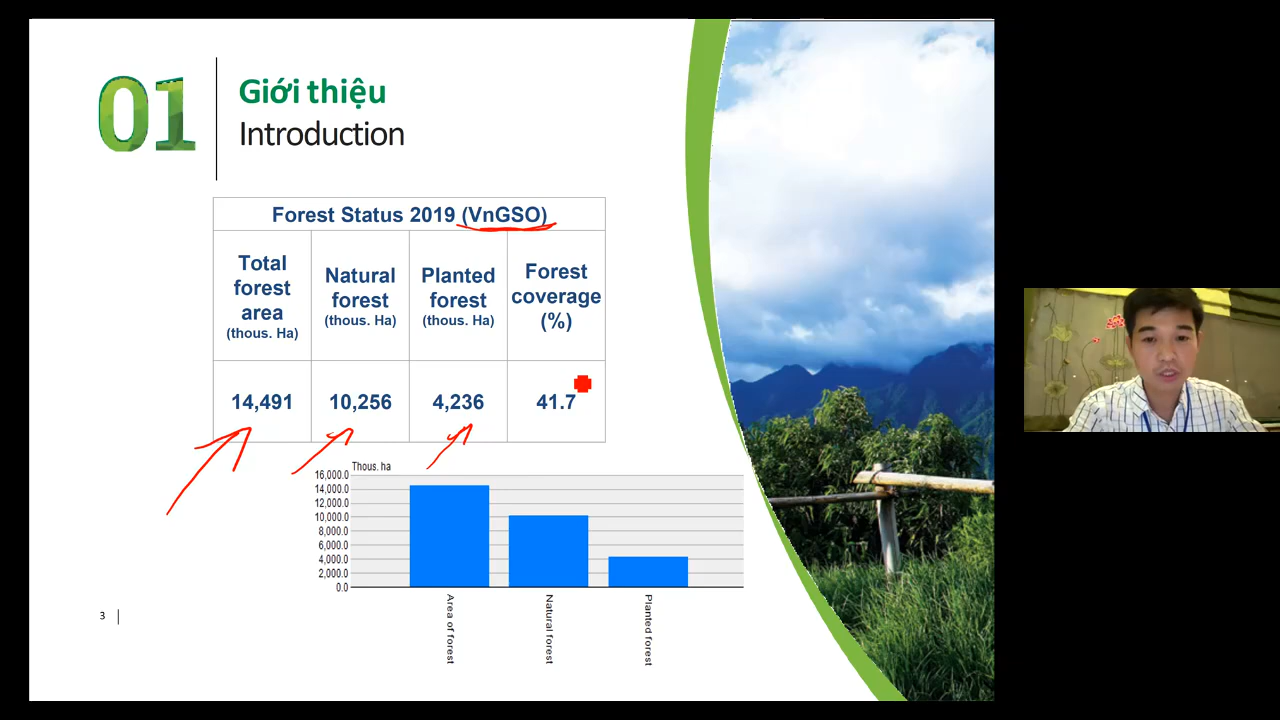 01
Giới thiệu
Introduction
Forest Status 2019 (VnGSO)
Total forest area (thous. Ha)
Natural forest (thous. Ha)
Planted forest (thous. Ha)
Forest coverage (%)
14,491
10,256
4,236
41.7
Thous. ha
16,000.0
14,000.0
12,000.0
10,000.0
8,000.0
6,000.0
4,000.0
2,000.0
0.0
Area of forest
Natural forest
Planted forest
3